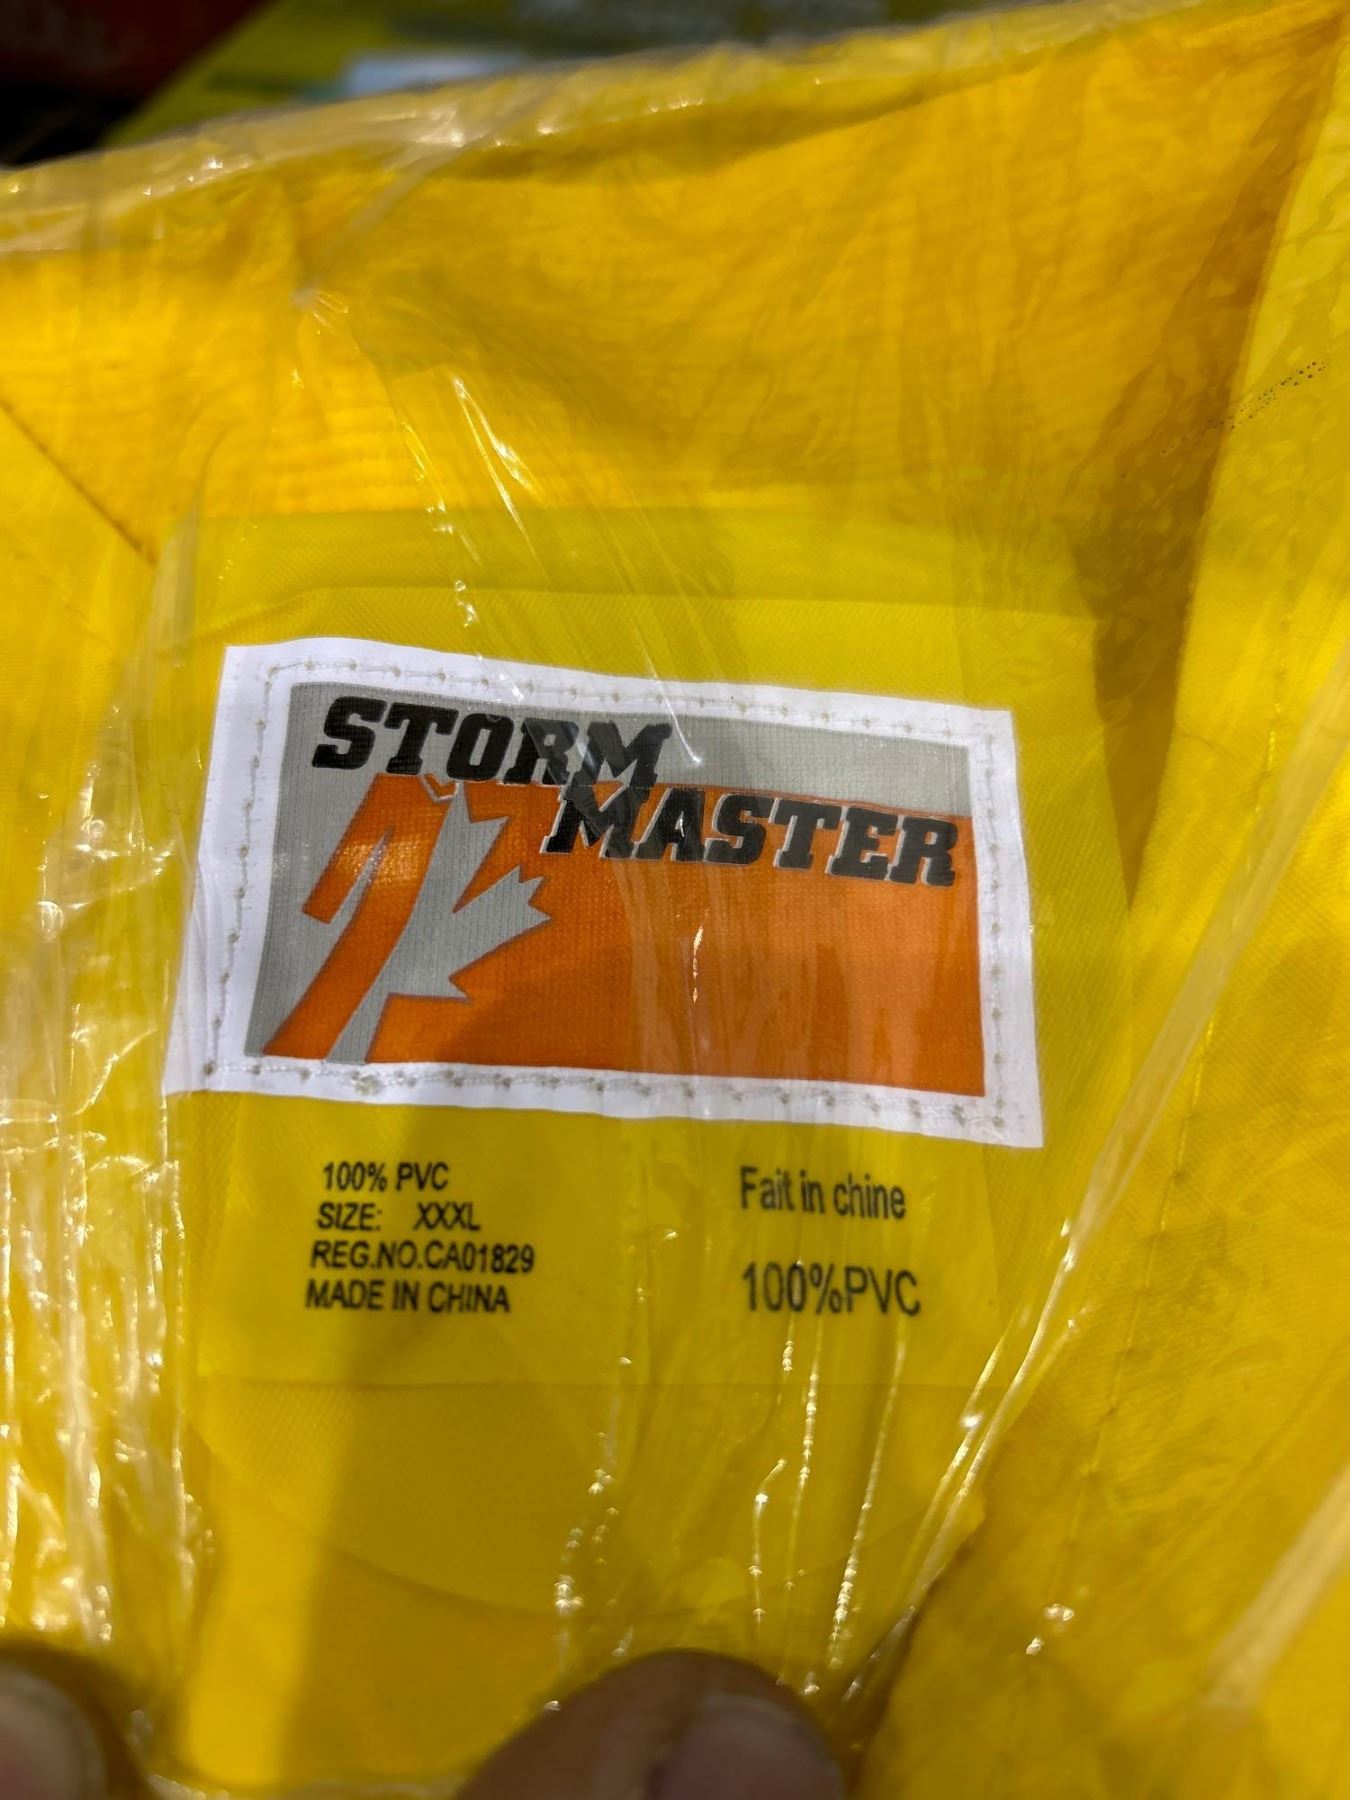 STORM
MASTER
100% PVC
SIZE: XXXL
REG.NO.CA01829
MADE IN CHINA
Fait in chine
100%PVC